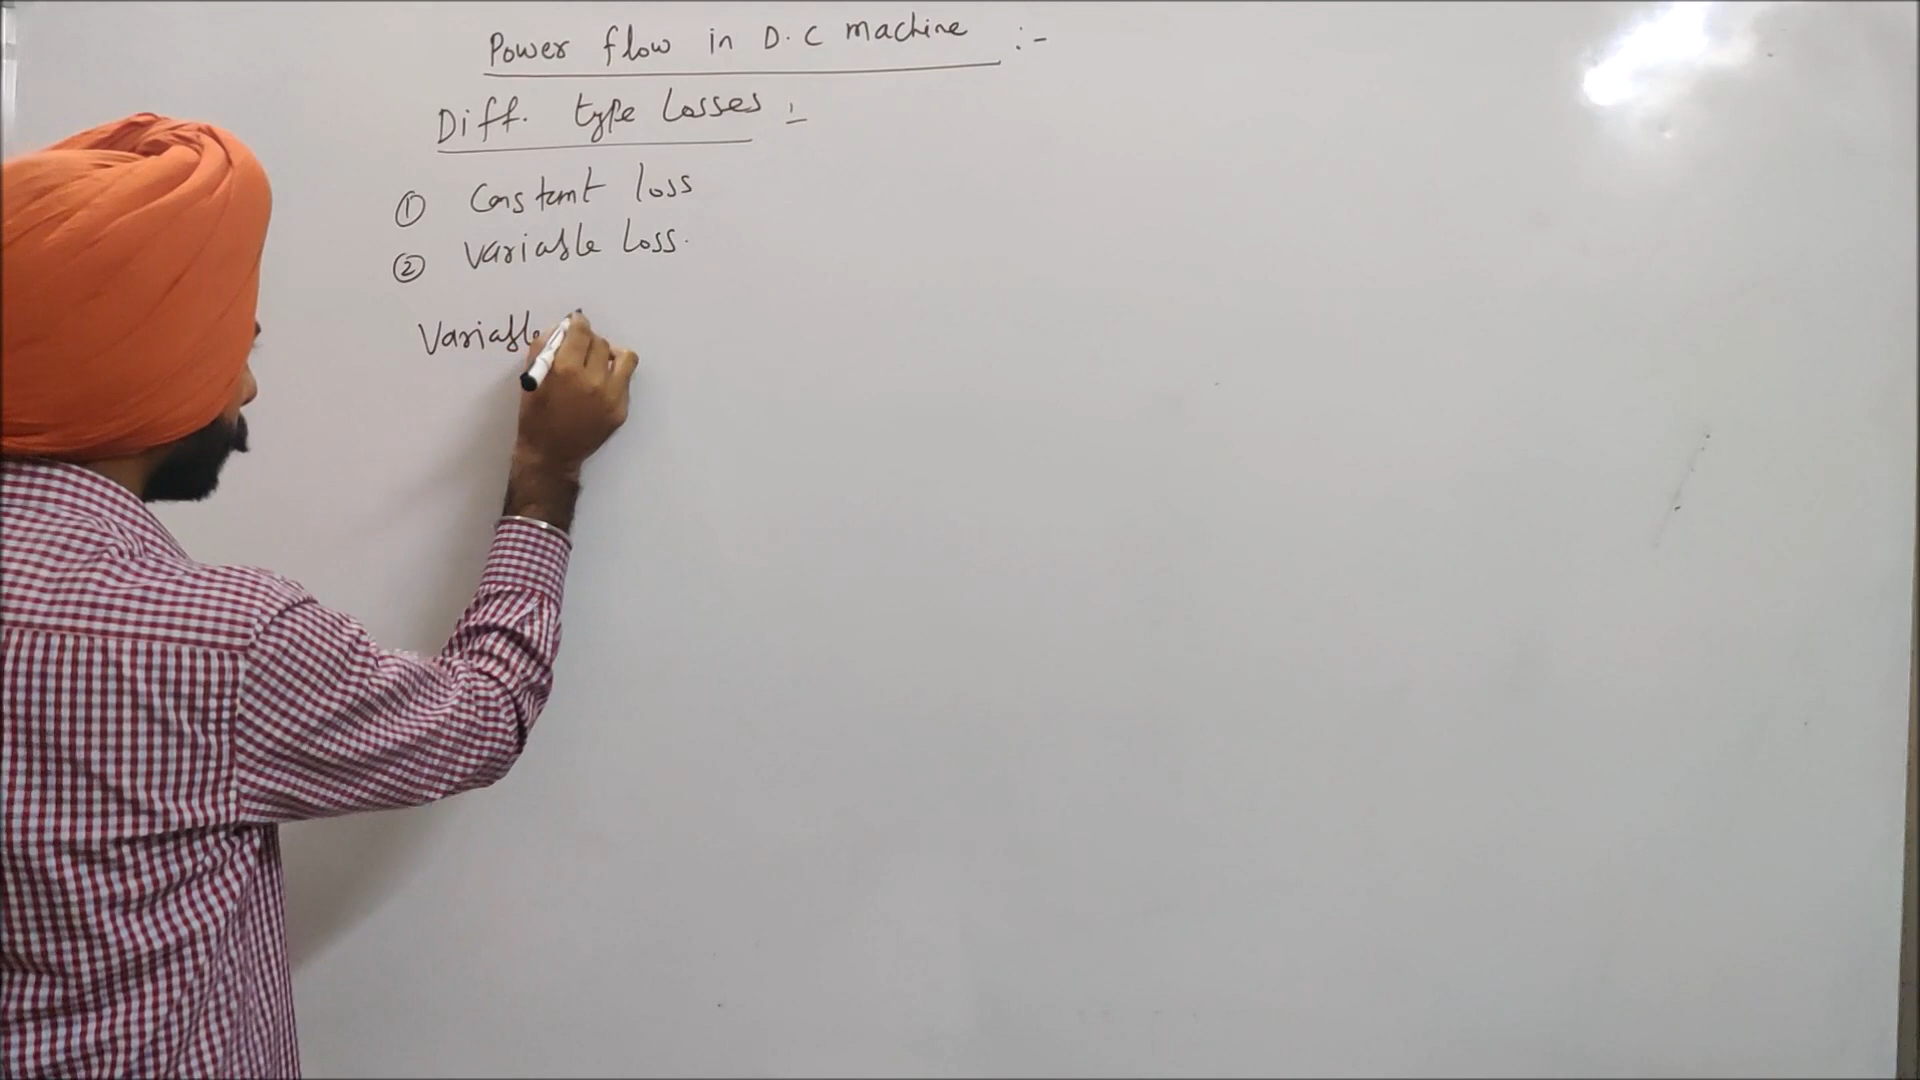 Power flow in D.C machine :-
Diff. type Losses :
① Constant loss
② Variable Loss.
Variable